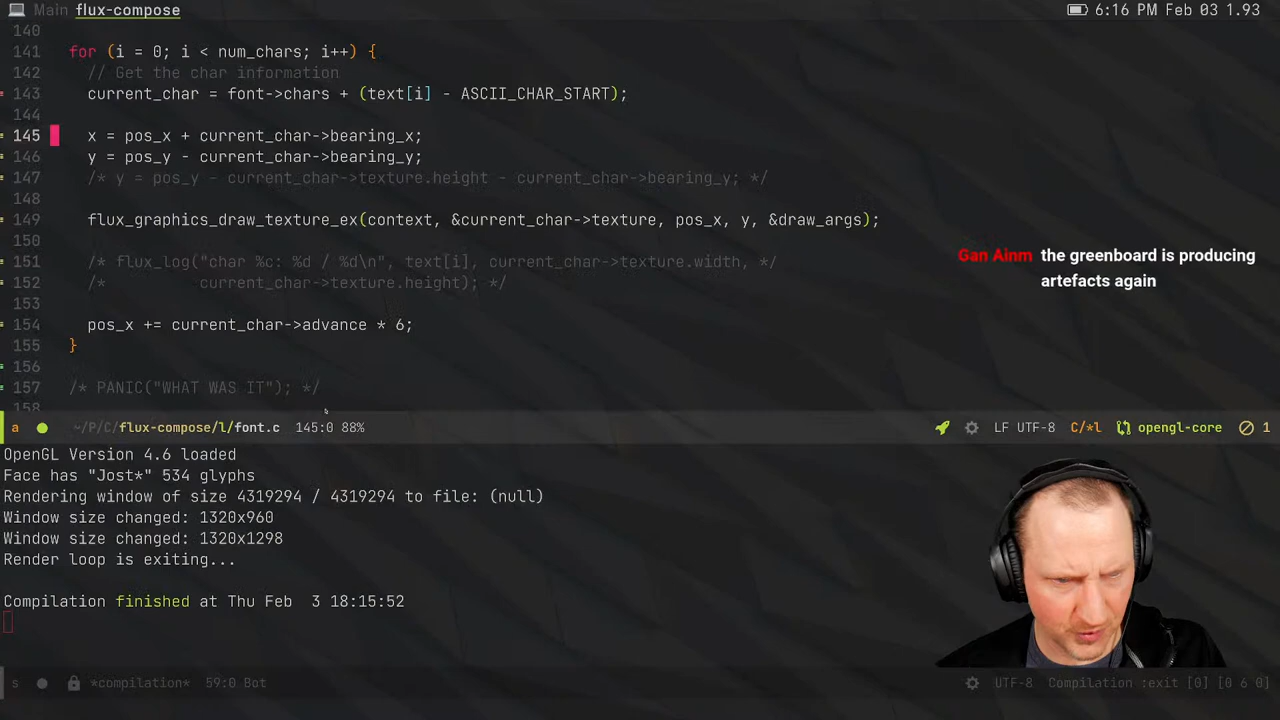 Main flux-compose
6:16 PM Feb 03 1.93
140
141 for (i = 0; i < num_chars; i++) {
142 // Get the char information
143 current_char = font->chars + (text[i] - ASCII_CHAR_START);
144
145 x = pos_x + current_char->bearing_x;
146 y = pos_y - current_char->bearing_y;
147 /* y = pos_y - current_char->texture.height - current_char->bearing_y; */
148
149 flux_graphics_draw_texture_ex(context, &current_char->texture, pos_x, y, &draw_args);
150
151 /* flux_log("char %c: %d / %d\n", text[i], current_char->texture.width, */
152 /* current_char->texture.height); */
153
154 pos_x += current_char->advance * 6;
155 }
156
157 /* PANIC("WHAT WAS IT"); */
158
Gan Ainm the greenboard is producing
artefacts again
a ~/P/C/flux-compose/l/font.c 145:0 88%
LF UTF-8 C/*l opengl-core 1
OpenGL Version 4.6 loaded
Face has "Jost*" 534 glyphs
Rendering window of size 4319294 / 4319294 to file: (null)
Window size changed: 1320x960
Window size changed: 1320x1298
Render loop is exiting...
Compilation finished at Thu Feb  3 18:15:52
s *compilation* 59:0 Bot
UTF-8 Compilation :exit [0] [0 6 0]